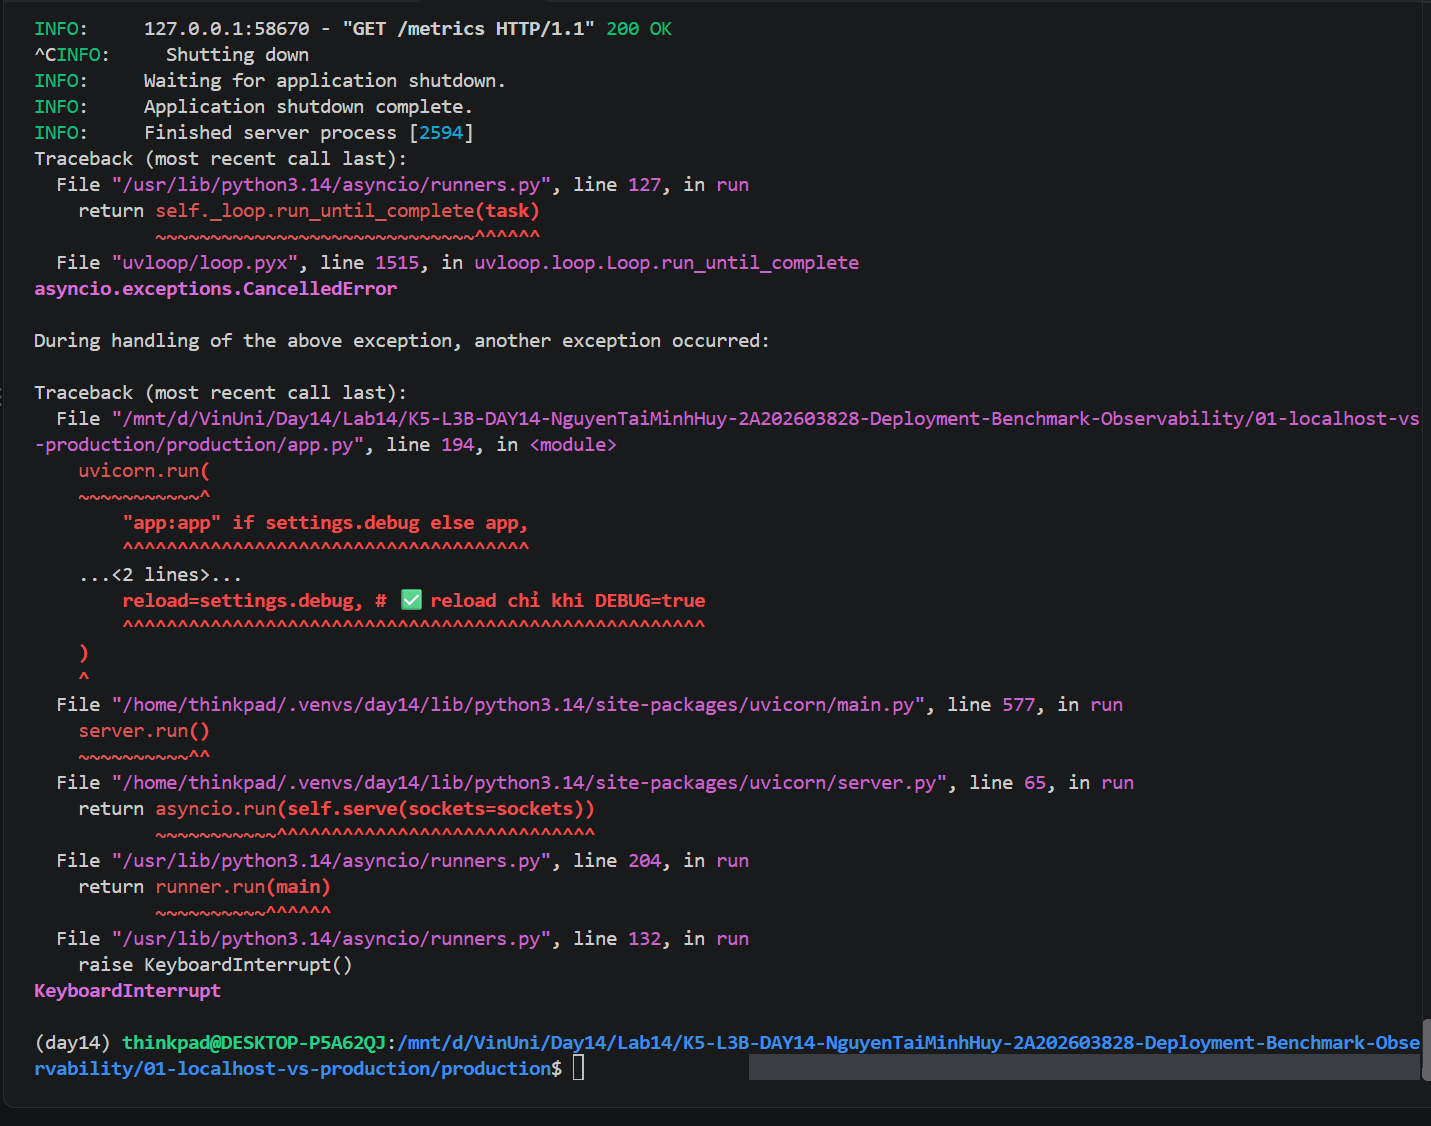 INFO:     127.0.0.1:58670 - "GET /metrics HTTP/1.1" 200 OK
^CINFO:     Shutting down
INFO:     Waiting for application shutdown.
INFO:     Application shutdown complete.
INFO:     Finished server process [2594]
Traceback (most recent call last):
  File "/usr/lib/python3.14/asyncio/runners.py", line 127, in run
    return self._loop.run_until_complete(task)
           ~~~~~~~~~~~~~~~~~~~~~~~~~~~~~^^^^^^
  File "uvloop/loop.pyx", line 1515, in uvloop.loop.Loop.run_until_complete
asyncio.exceptions.CancelledError

During handling of the above exception, another exception occurred:

Traceback (most recent call last):
  File "/mnt/d/VinUni/Day14/Lab14/K5-L3B-DAY14-NguyenTaiMinhHuy-2A202603828-Deployment-Benchmark-Observability/01-localhost-vs
-production/production/app.py", line 194, in <module>
    uvicorn.run(
    ~~~~~~~~~~~^
        "app:app" if settings.debug else app,
        ^^^^^^^^^^^^^^^^^^^^^^^^^^^^^^^^^^^^^
    ...<2 lines>...
        reload=settings.debug, # ✅ reload chỉ khi DEBUG=true
        ^^^^^^^^^^^^^^^^^^^^^^^^^^^^^^^^^^^^^^^^^^^^^^^^^^^^^
    )
    ^
  File "/home/thinkpad/.venvs/day14/lib/python3.14/site-packages/uvicorn/main.py", line 577, in run
    server.run()
    ~~~~~~~~~~^^
  File "/home/thinkpad/.venvs/day14/lib/python3.14/site-packages/uvicorn/server.py", line 65, in run
    return asyncio.run(self.serve(sockets=sockets))
           ~~~~~~~~~~~^^^^^^^^^^^^^^^^^^^^^^^^^^^^^
  File "/usr/lib/python3.14/asyncio/runners.py", line 204, in run
    return runner.run(main)
           ~~~~~~~~~~^^^^^^
  File "/usr/lib/python3.14/asyncio/runners.py", line 132, in run
    raise KeyboardInterrupt()
KeyboardInterrupt

(day14) thinkpad@DESKTOP-P5A62QJ:/mnt/d/VinUni/Day14/Lab14/K5-L3B-DAY14-NguyenTaiMinhHuy-2A202603828-Deployment-Benchmark-Obse
rvability/01-localhost-vs-production/production$